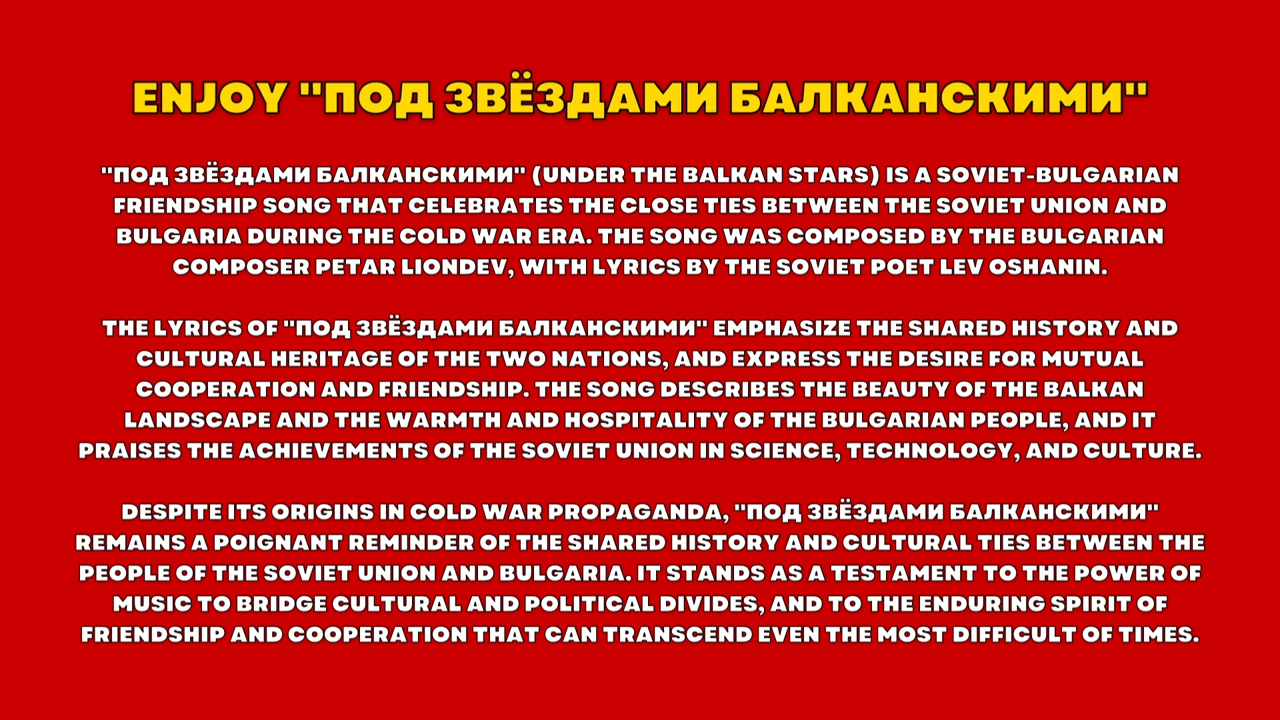 ENJOY "ПОД ЗВЁЗДАМИ БАЛКАНСКИМИ"
"ПОД ЗВЁЗДАМИ БАЛКАНСКИМИ" (UNDER THE BALKAN STARS) IS A SOVIET-BULGARIAN
FRIENDSHIP SONG THAT CELEBRATES THE CLOSE TIES BETWEEN THE SOVIET UNION AND
BULGARIA DURING THE COLD WAR ERA. THE SONG WAS COMPOSED BY THE BULGARIAN
COMPOSER PETAR LIONDEV, WITH LYRICS BY THE SOVIET POET LEV OSHANIN.
THE LYRICS OF "ПОД ЗВЁЗДАМИ БАЛКАНСКИМИ" EMPHASIZE THE SHARED HISTORY AND
CULTURAL HERITAGE OF THE TWO NATIONS, AND EXPRESS THE DESIRE FOR MUTUAL
COOPERATION AND FRIENDSHIP. THE SONG DESCRIBES THE BEAUTY OF THE BALKAN
LANDSCAPE AND THE WARMTH AND HOSPITALITY OF THE BULGARIAN PEOPLE, AND IT
PRAISES THE ACHIEVEMENTS OF THE SOVIET UNION IN SCIENCE, TECHNOLOGY, AND CULTURE.
DESPITE ITS ORIGINS IN COLD WAR PROPAGANDA, "ПОД ЗВЁЗДАМИ БАЛКАНСКИМИ"
REMAINS A POIGNANT REMINDER OF THE SHARED HISTORY AND CULTURAL TIES BETWEEN THE
PEOPLE OF THE SOVIET UNION AND BULGARIA. IT STANDS AS A TESTAMENT TO THE POWER OF
MUSIC TO BRIDGE CULTURAL AND POLITICAL DIVIDES, AND TO THE ENDURING SPIRIT OF
FRIENDSHIP AND COOPERATION THAT CAN TRANSCEND EVEN THE MOST DIFFICULT OF TIMES.